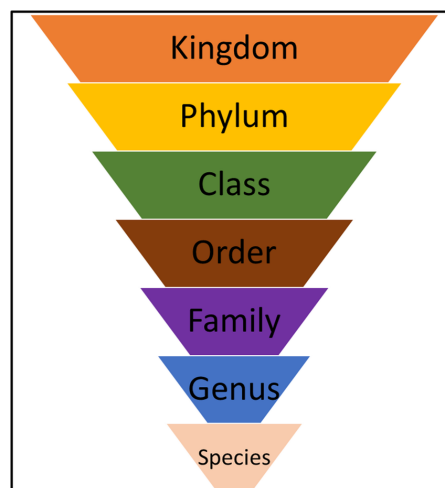 Kingdom
Phylum
Class
Order
Family
Genus
Species